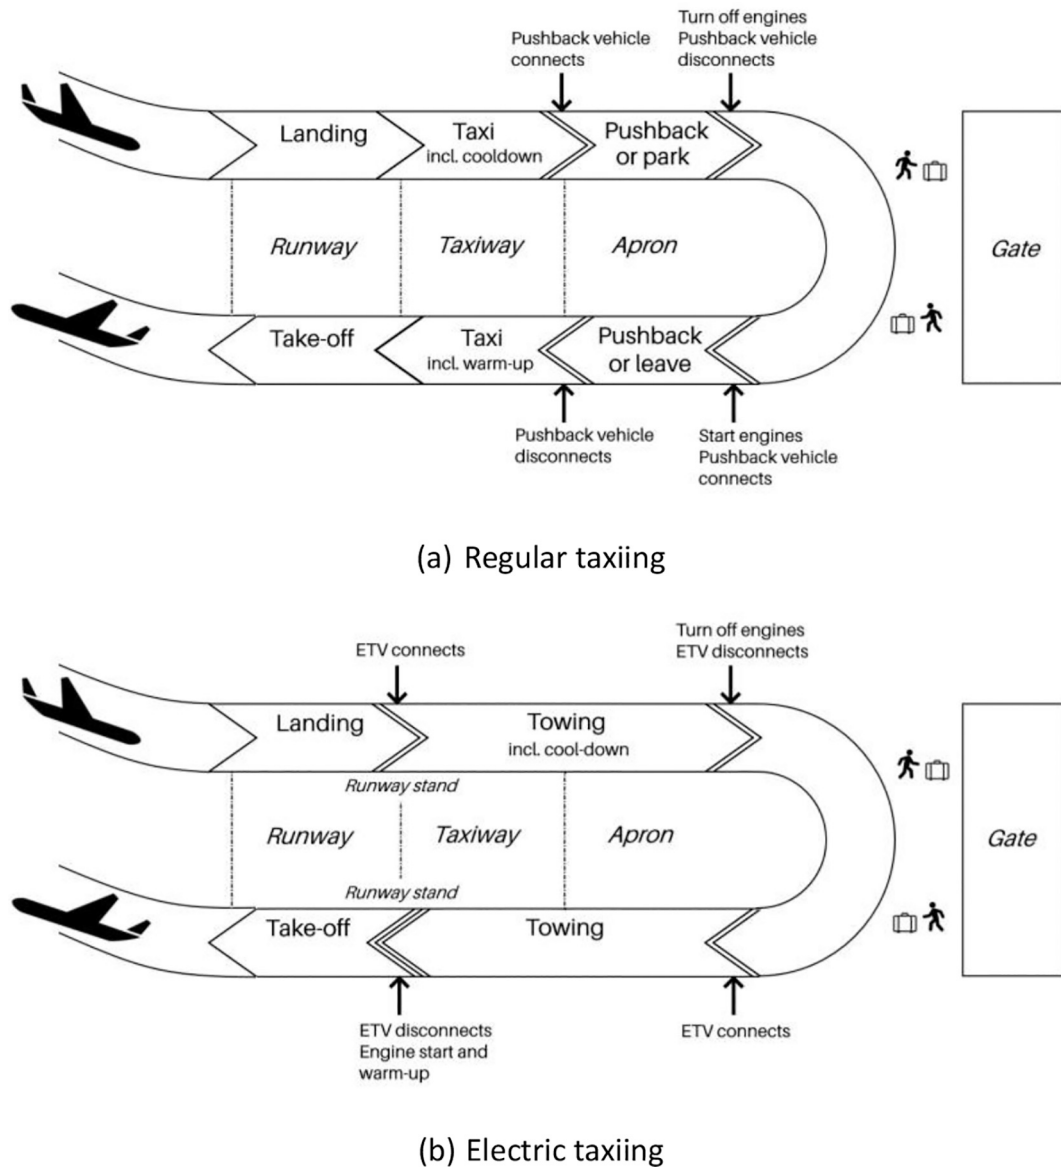 Pushback vehicle
connects
Turn off engines
Pushback vehicle
disconnects
Landing
Taxi
incl. cooldown
Pushback
or park
Runway
Taxiway
Apron
Gate
Take-off
Taxi
incl. warm-up
Pushback
or leave
Pushback vehicle
disconnects
Start engines
Pushback vehicle
connects
(a) Regular taxiing
ETV connects
Turn off engines
ETV disconnects
Landing
Towing
incl. cool-down
Runway stand
Runway
Taxiway
Apron
Gate
Runway stand
Take-off
Towing
ETV disconnects
Engine start and
warm-up
ETV connects
(b) Electric taxiing